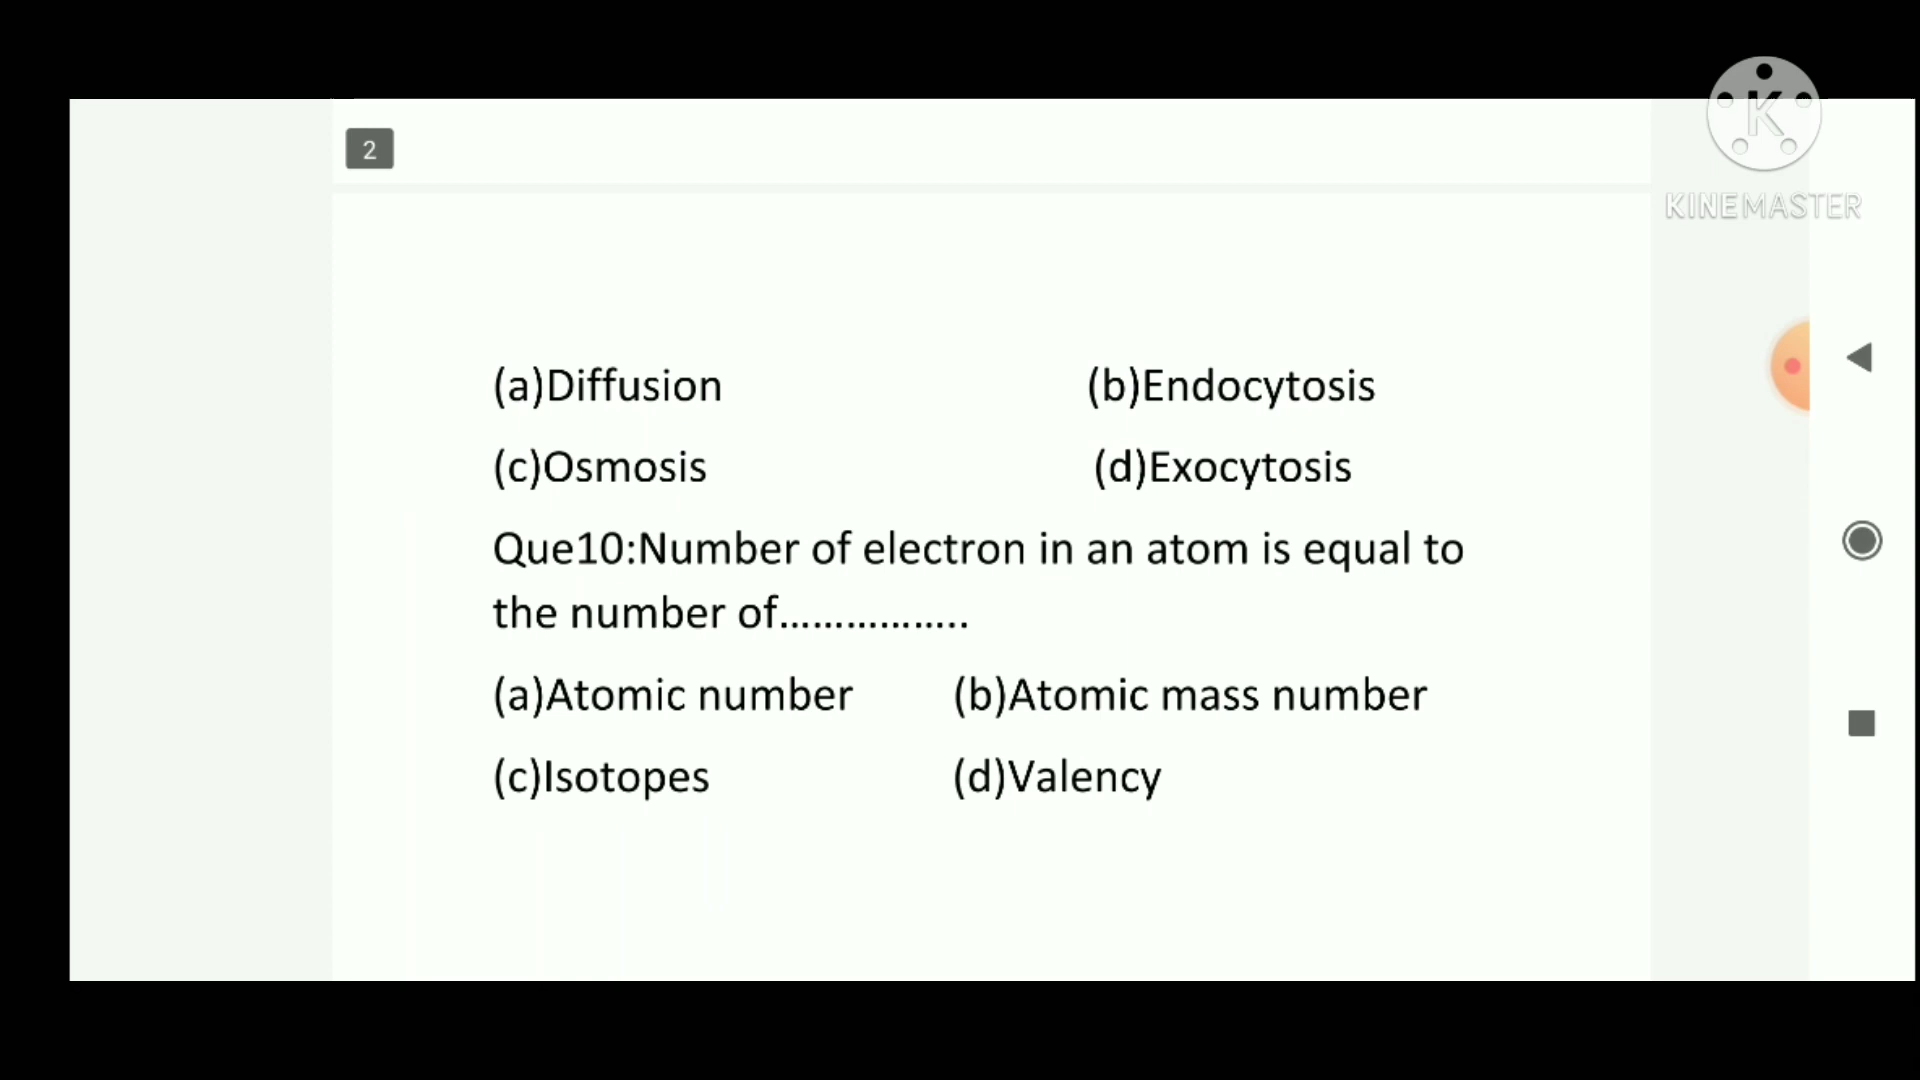 2
K
KINEMASTER
(a)Diffusion (b)Endocytosis
(c)Osmosis (d)Exocytosis
Que10:Number of electron in an atom is equal to
the number of.................
(a)Atomic number (b)Atomic mass number
(c)Isotopes (d)Valency